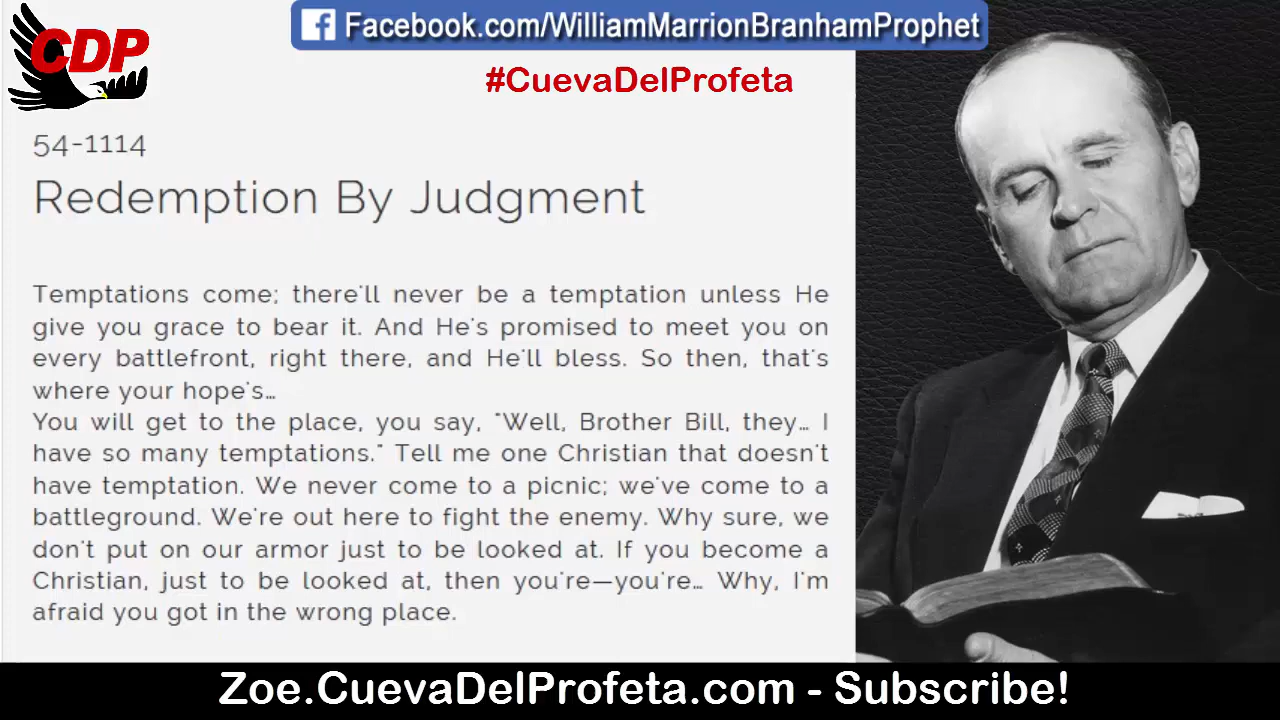 CDP
Facebook.com/WilliamMarrionBranhamProphet
#CuevaDelProfeta
54-1114
Redemption By Judgment
Temptations come; there'll never be a temptation unless He
give you grace to bear it. And He's promised to meet you on
every battlefront, right there, and He'll bless. So then, that's
where your hope's…
You will get to the place, you say, "Well, Brother Bill, they… I
have so many temptations." Tell me one Christian that doesn't
have temptation. We never come to a picnic; we've come to a
battleground. We're out here to fight the enemy. Why sure, we
don't put on our armor just to be looked at. If you become a
Christian, just to be looked at, then you're—you're… Why, I'm
afraid you got in the wrong place.
Zoe.CuevaDelProfeta.com - Subscribe!